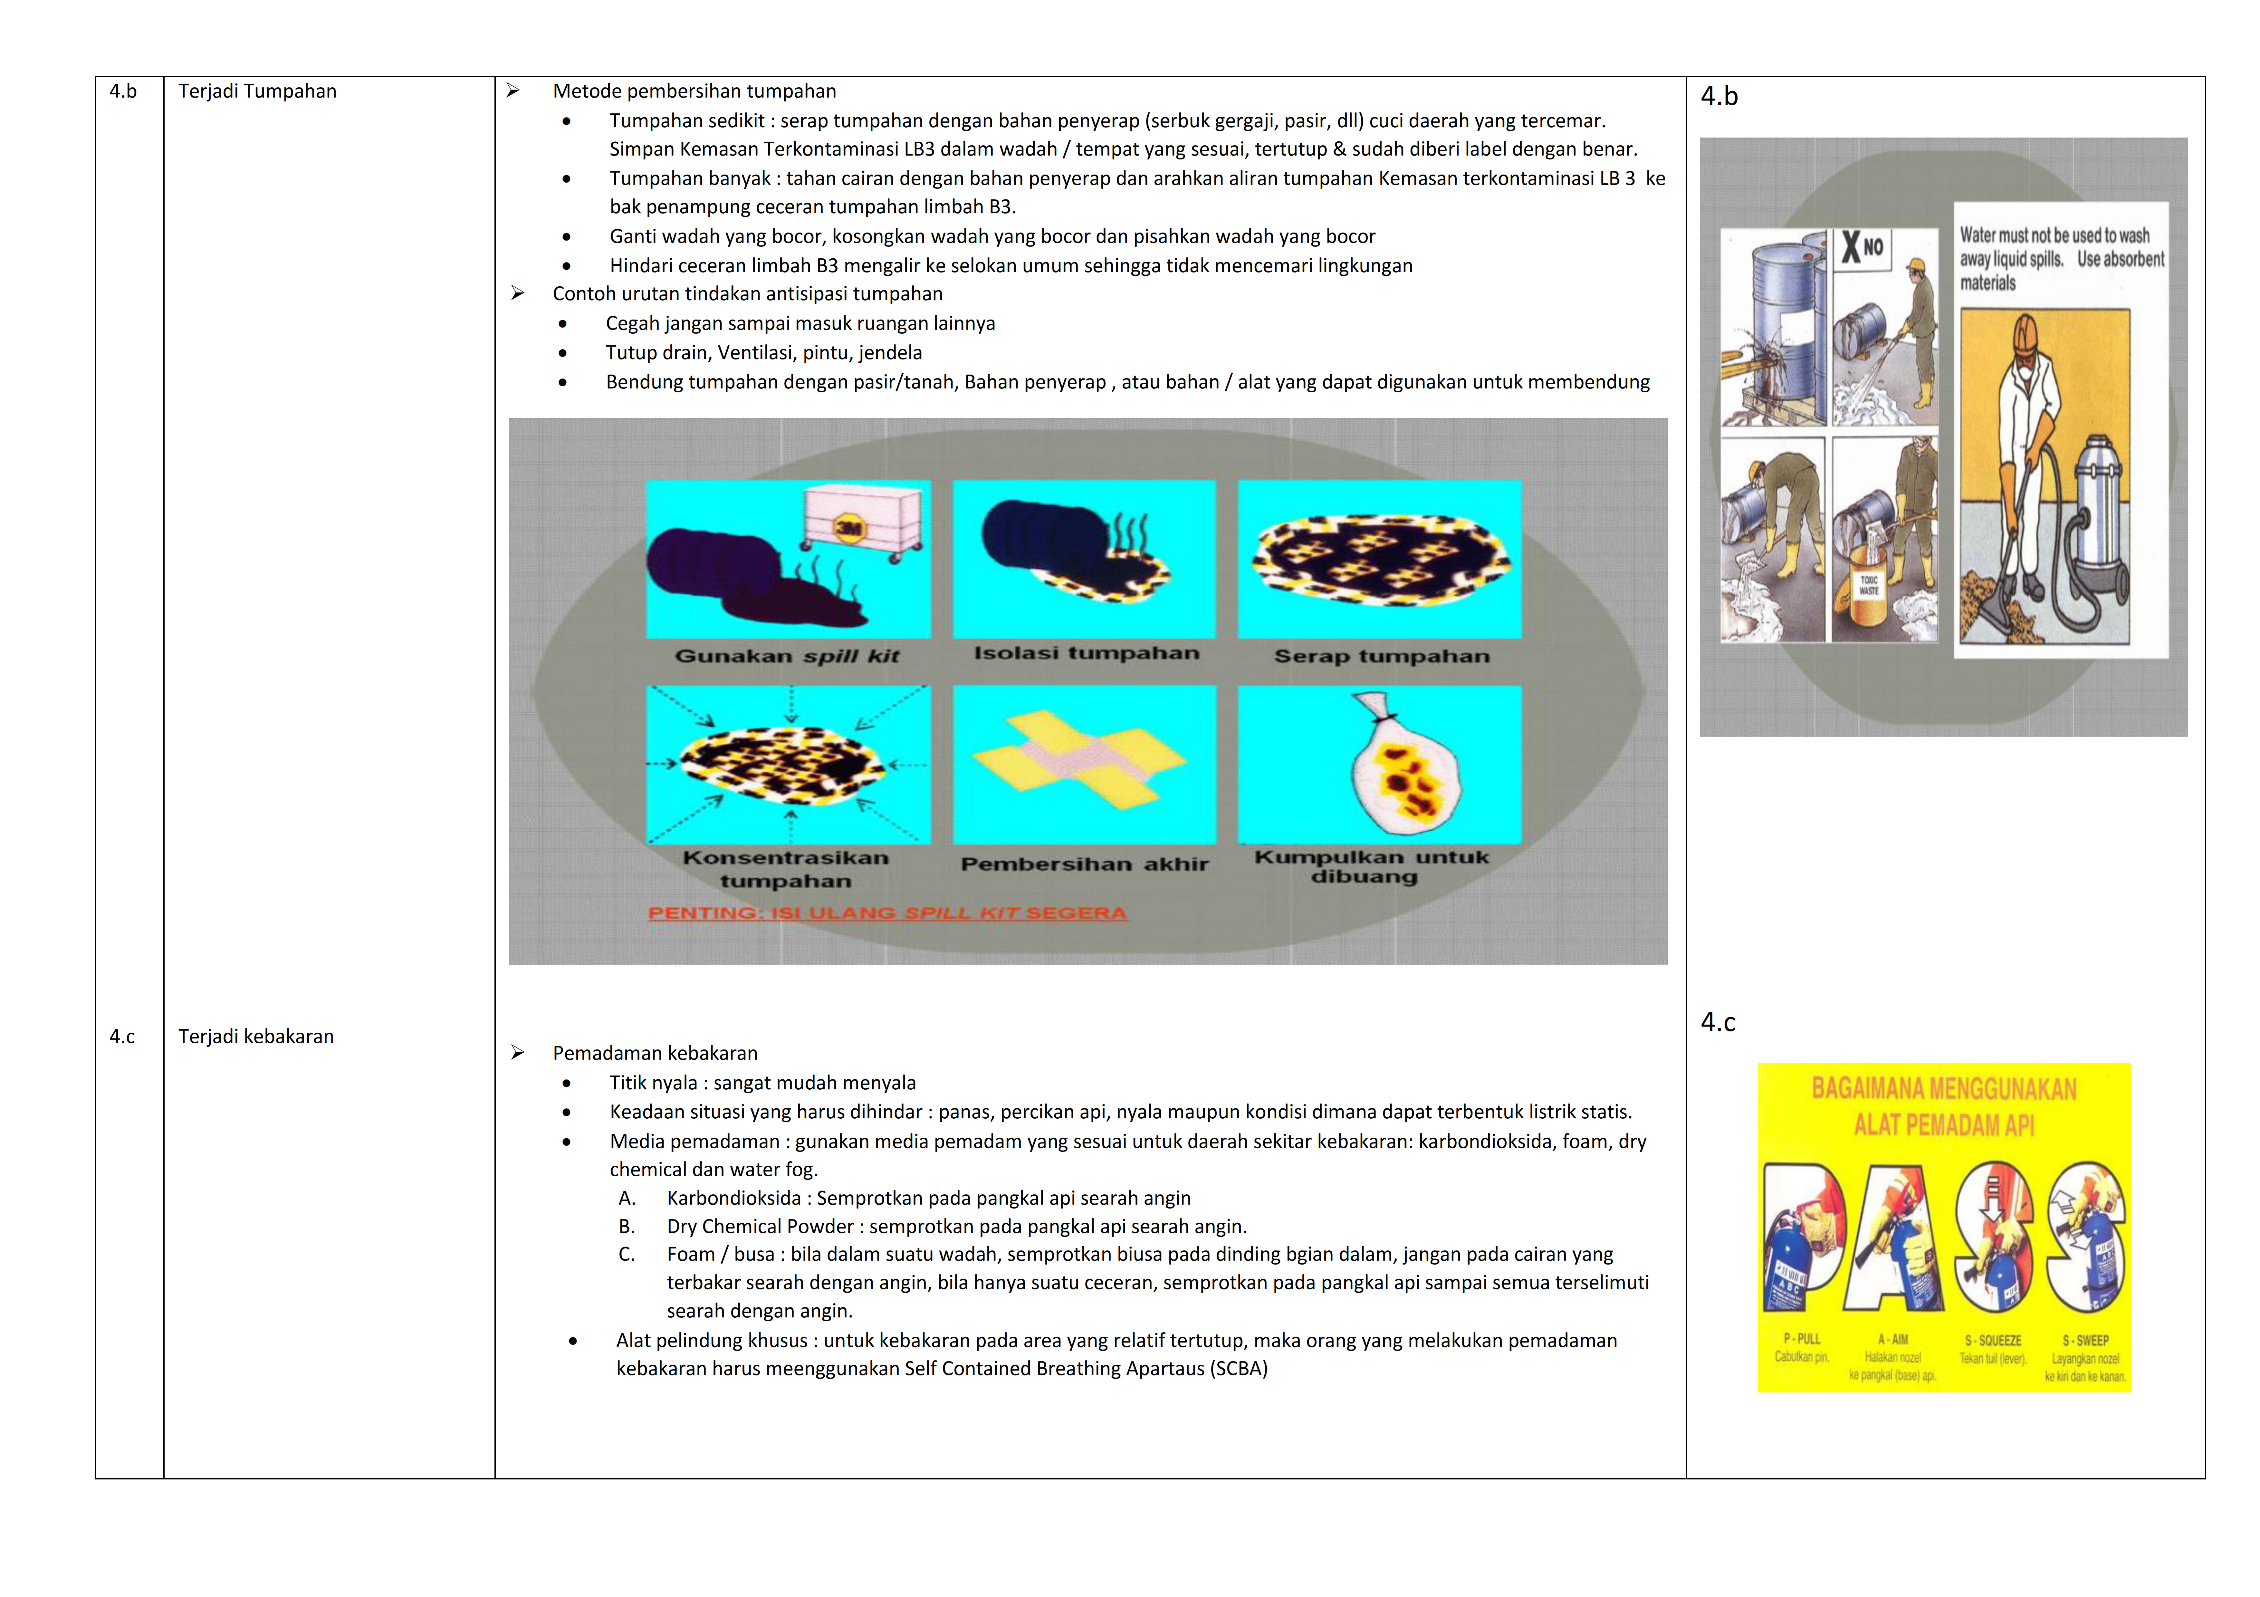 4.b
Terjadi Tumpahan
➢ Metode pembersihan tumpahan
• Tumpahan sedikit : serap tumpahan dengan bahan penyerap (serbuk gergaji, pasir, dll) cuci daerah yang tercemar.
Simpan Kemasan Terkontaminasi LB3 dalam wadah / tempat yang sesuai, tertutup & sudah diberi label dengan benar.
• Tumpahan banyak : tahan cairan dengan bahan penyerap dan arahkan aliran tumpahan Kemasan terkontaminasi LB 3 ke
bak penampung ceceran tumpahan limbah B3.
• Ganti wadah yang bocor, kosongkan wadah yang bocor dan pisahkan wadah yang bocor
• Hindari ceceran limbah B3 mengalir ke selokan umum sehingga tidak mencemari lingkungan
➢ Contoh urutan tindakan antisipasi tumpahan
• Cegah jangan sampai masuk ruangan lainnya
• Tutup drain, Ventilasi, pintu, jendela
• Bendung tumpahan dengan pasir/tanah, Bahan penyerap , atau bahan / alat yang dapat digunakan untuk membendung
3M
Gunakan spill kit
Isolasi tumpahan
Serap tumpahan
Konsentrasikan
tumpahan
Pembersihan akhir
Kumpulkan untuk
dibuang
PENTING: ISI ULANG SPILL KIT SEGERA
4.b
X NO
TOXIC
WASTE
Water must not be used to wash
away liquid spills. Use absorbent
materials
4.c
Terjadi kebakaran
➢ Pemadaman kebakaran
• Titik nyala : sangat mudah menyala
• Keadaan situasi yang harus dihindar : panas, percikan api, nyala maupun kondisi dimana dapat terbentuk listrik statis.
• Media pemadaman : gunakan media pemadam yang sesuai untuk daerah sekitar kebakaran: karbondioksida, foam, dry
chemical dan water fog.
A. Karbondioksida : Semprotkan pada pangkal api searah angin
B. Dry Chemical Powder : semprotkan pada pangkal api searah angin.
C. Foam / busa : bila dalam suatu wadah, semprotkan biusa pada dinding bgian dalam, jangan pada cairan yang
terbakar searah dengan angin, bila hanya suatu ceceran, semprotkan pada pangkal api sampai semua terselimuti
searah dengan angin.
• Alat pelindung khusus : untuk kebakaran pada area yang relatif tertutup, maka orang yang melakukan pemadaman
kebakaran harus meenggunakan Self Contained Breathing Apartaus (SCBA)
4.c
BAGAIMANA MENGGUNAKAN
ALAT PEMADAM API
PASS
ABC
P - PULL
Cabutkan pin.
A - AIM
Halakan nozel
ke pangkal (base) api.
S - SQUEEZE
Tekan tuil (lever).
S - SWEEP
Layangkan nozel
ke kiri dan ke kanan.